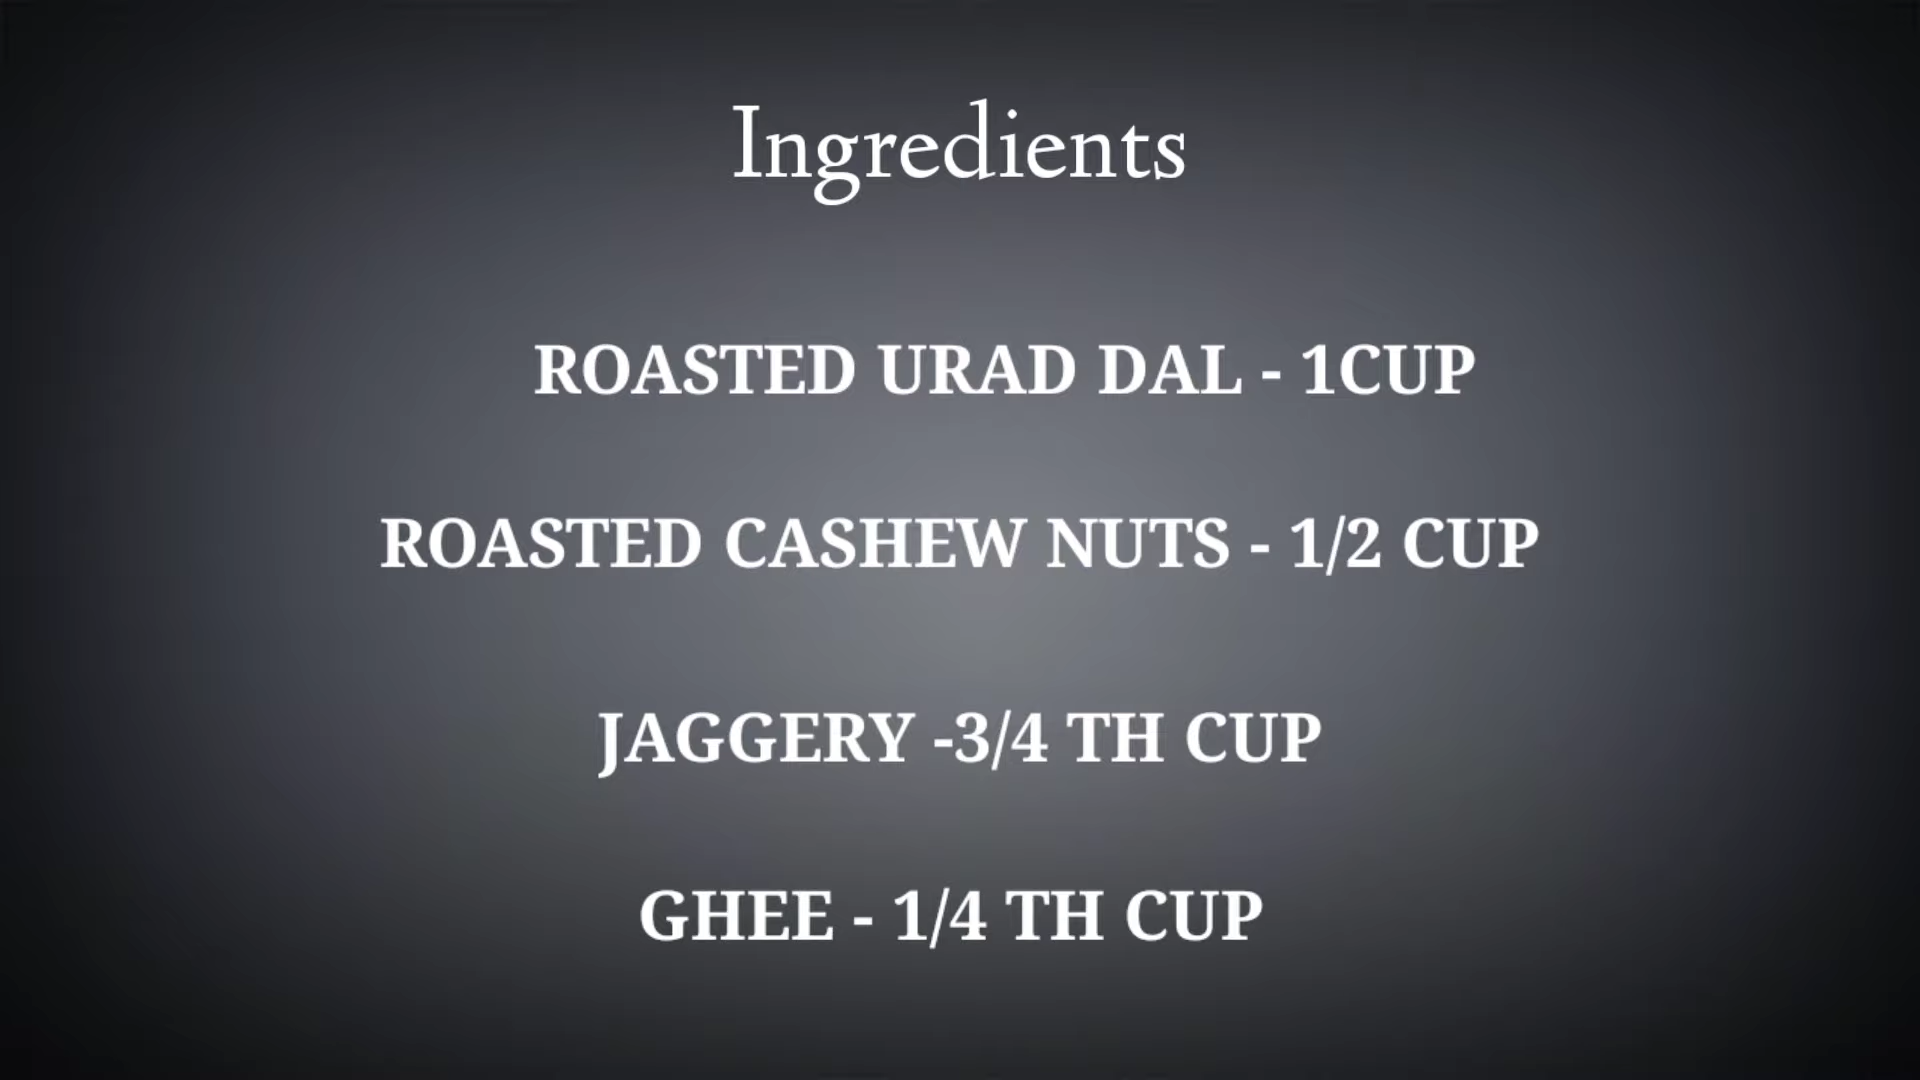 Ingredients
ROASTED URAD DAL - 1CUP
ROASTED CASHEW NUTS - 1/2 CUP
JAGGERY -3/4 TH CUP
GHEE - 1/4 TH CUP